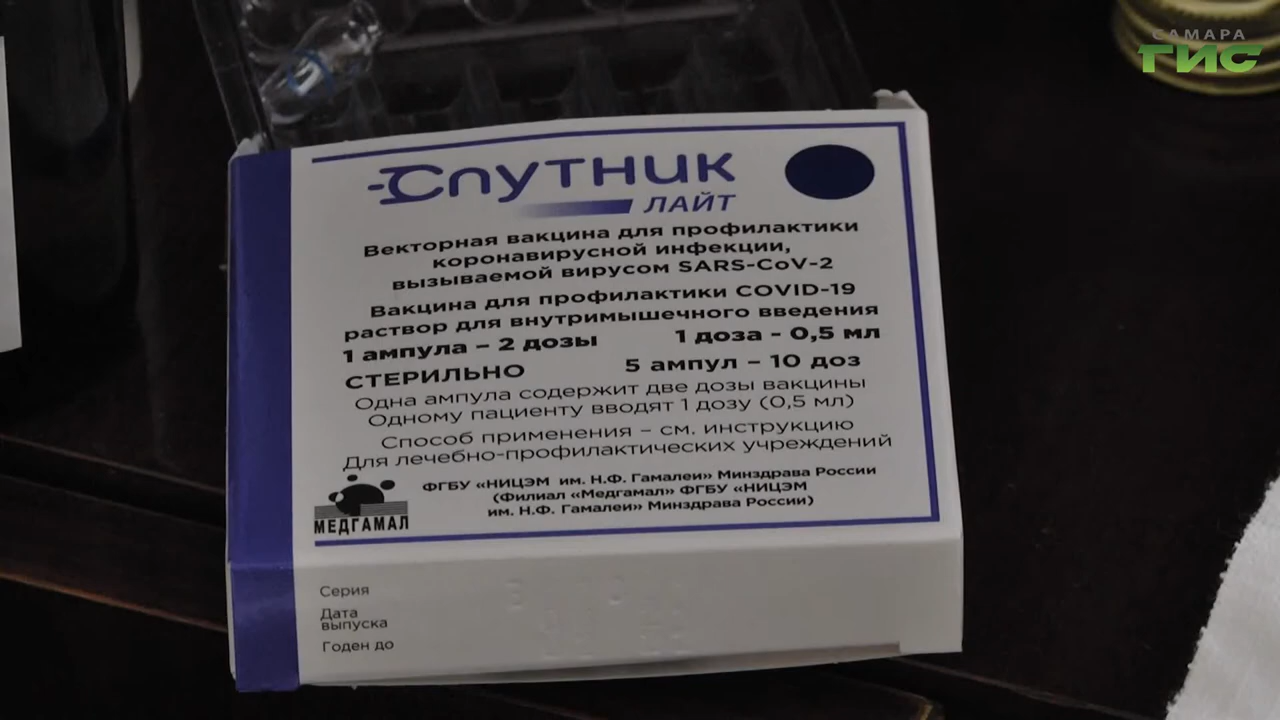 САМАРА
ГИС
Спутник
ЛАЙТ
Векторная вакцина для профилактики
коронавирусной инфекции,
вызываемой вирусом SARS-CoV-2
Вакцина для профилактики COVID-19
раствор для внутримышечного введения
1 ампула – 2 дозы 1 доза - 0,5 мл
СТЕРИЛЬНО 5 ампул – 10 доз
Одна ампула содержит две дозы вакцины
Одному пациенту вводят 1 дозу (0,5 мл)
Способ применения – см. инструкцию
Для лечебно-профилактических учреждений
ФГБУ «НИЦЭМ им. Н.Ф. Гамалеи» Минздрава России
(Филиал «Медгамал» ФГБУ «НИЦЭМ
им. Н.Ф. Гамалеи» Минздрава России)
МЕДГАМАЛ
Серия
Дата
выпуска
Годен до